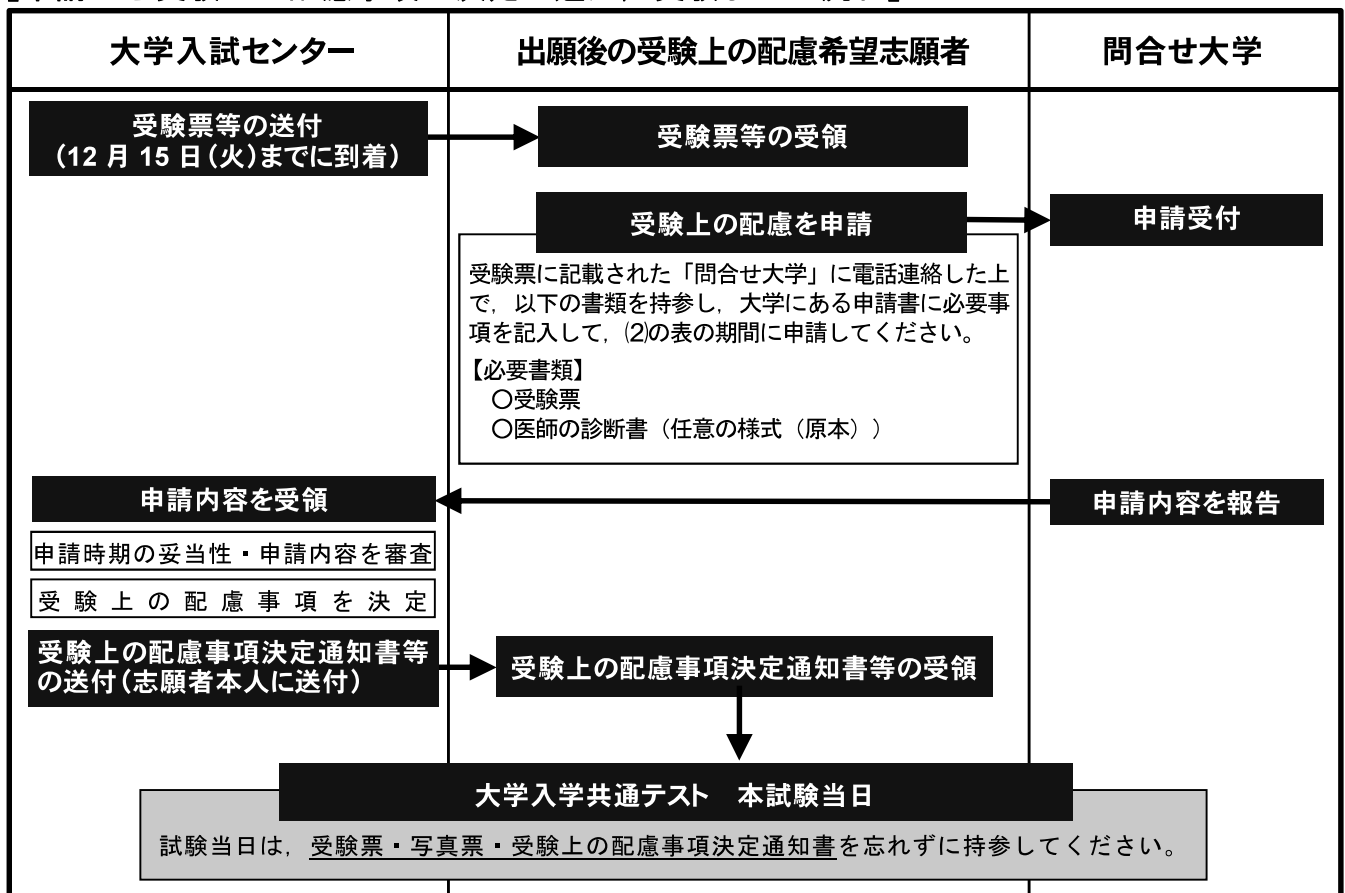 大学入試センター
出願後の受験上の配慮希望志願者
問合せ大学
受験票等の送付
(12 月 15 日(火)までに到着)
受験票等の受領
受験上の配慮を申請
申請受付
受験票に記載された「問合せ大学」に電話連絡した上
で，以下の書類を持参し，大学にある申請書に必要事
項を記入して，⑵の表の期間に申請してください。
【必要書類】
○受験票
○医師の診断書（任意の様式（原本））
申請内容を受領
申請内容を報告
申請時期の妥当性・申請内容を審査
受験上の配慮事項を決定
受験上の配慮事項決定通知書等
の送付(志願者本人に送付)
受験上の配慮事項決定通知書等の受領
大学入学共通テスト　本試験当日
試験当日は，受験票・写真票・受験上の配慮事項決定通知書を忘れずに持参してください。